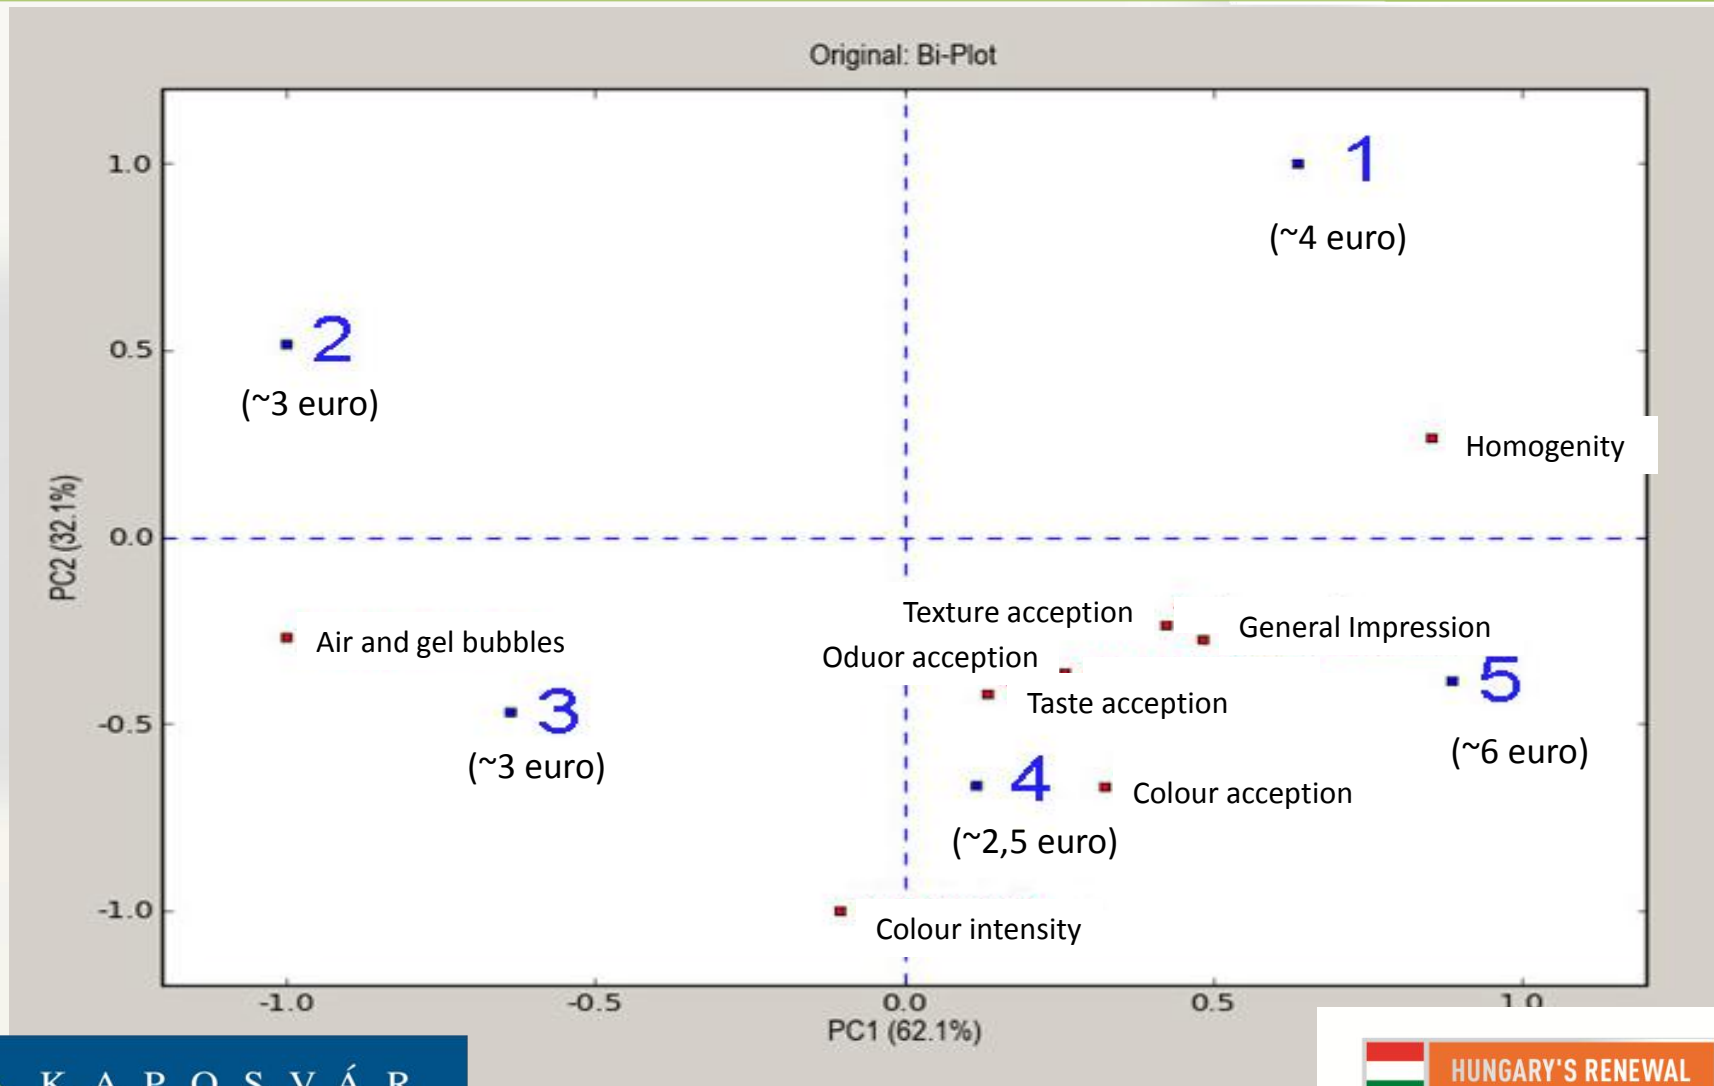 Original: Bi-Plot
1.0
1
(~4 euro)
0.5
2
(~3 euro)
Homogenity
0.0
PC2 (32.1%)
Texture acception
General Impression
Air and gel bubbles
Oduor acception
5
Taste acception
-0.5
3
(~6 euro)
(~3 euro)
4
Colour acception
(~2,5 euro)
-1.0
Colour intensity
-1.0 -0.5 0.0 0.5 1.0
PC1 (62.1%)
KAPOSVÁR
HUNGARY'S RENEWAL